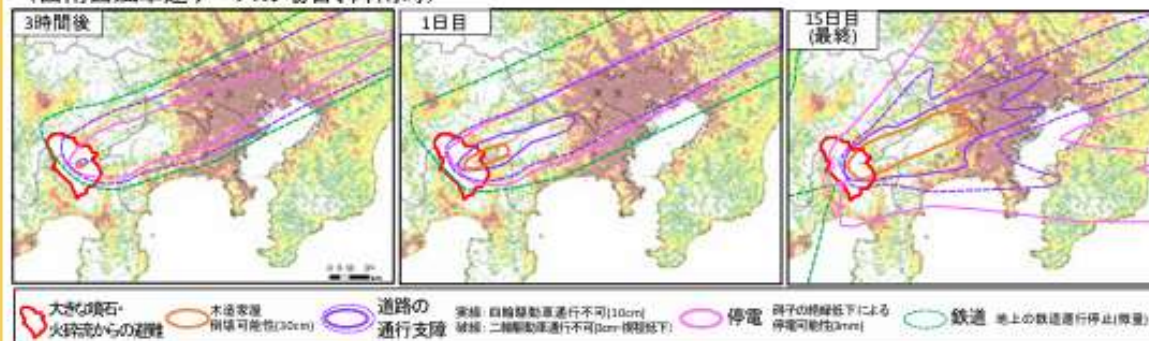 3時間後
1日目
15日目
(最終)
大きな噴石・
火砕流からの避難
木造家屋
倒壊可能性(30cm)
道路の
通行支障
実線: 四輪駆動車通行不可(10cm)
破線: 二輪駆動車通行不可(3cm・視程低下)
停電
碍子の絶縁低下による
停電可能性(3mm)
鉄道
地上の鉄道運行停止(微量)